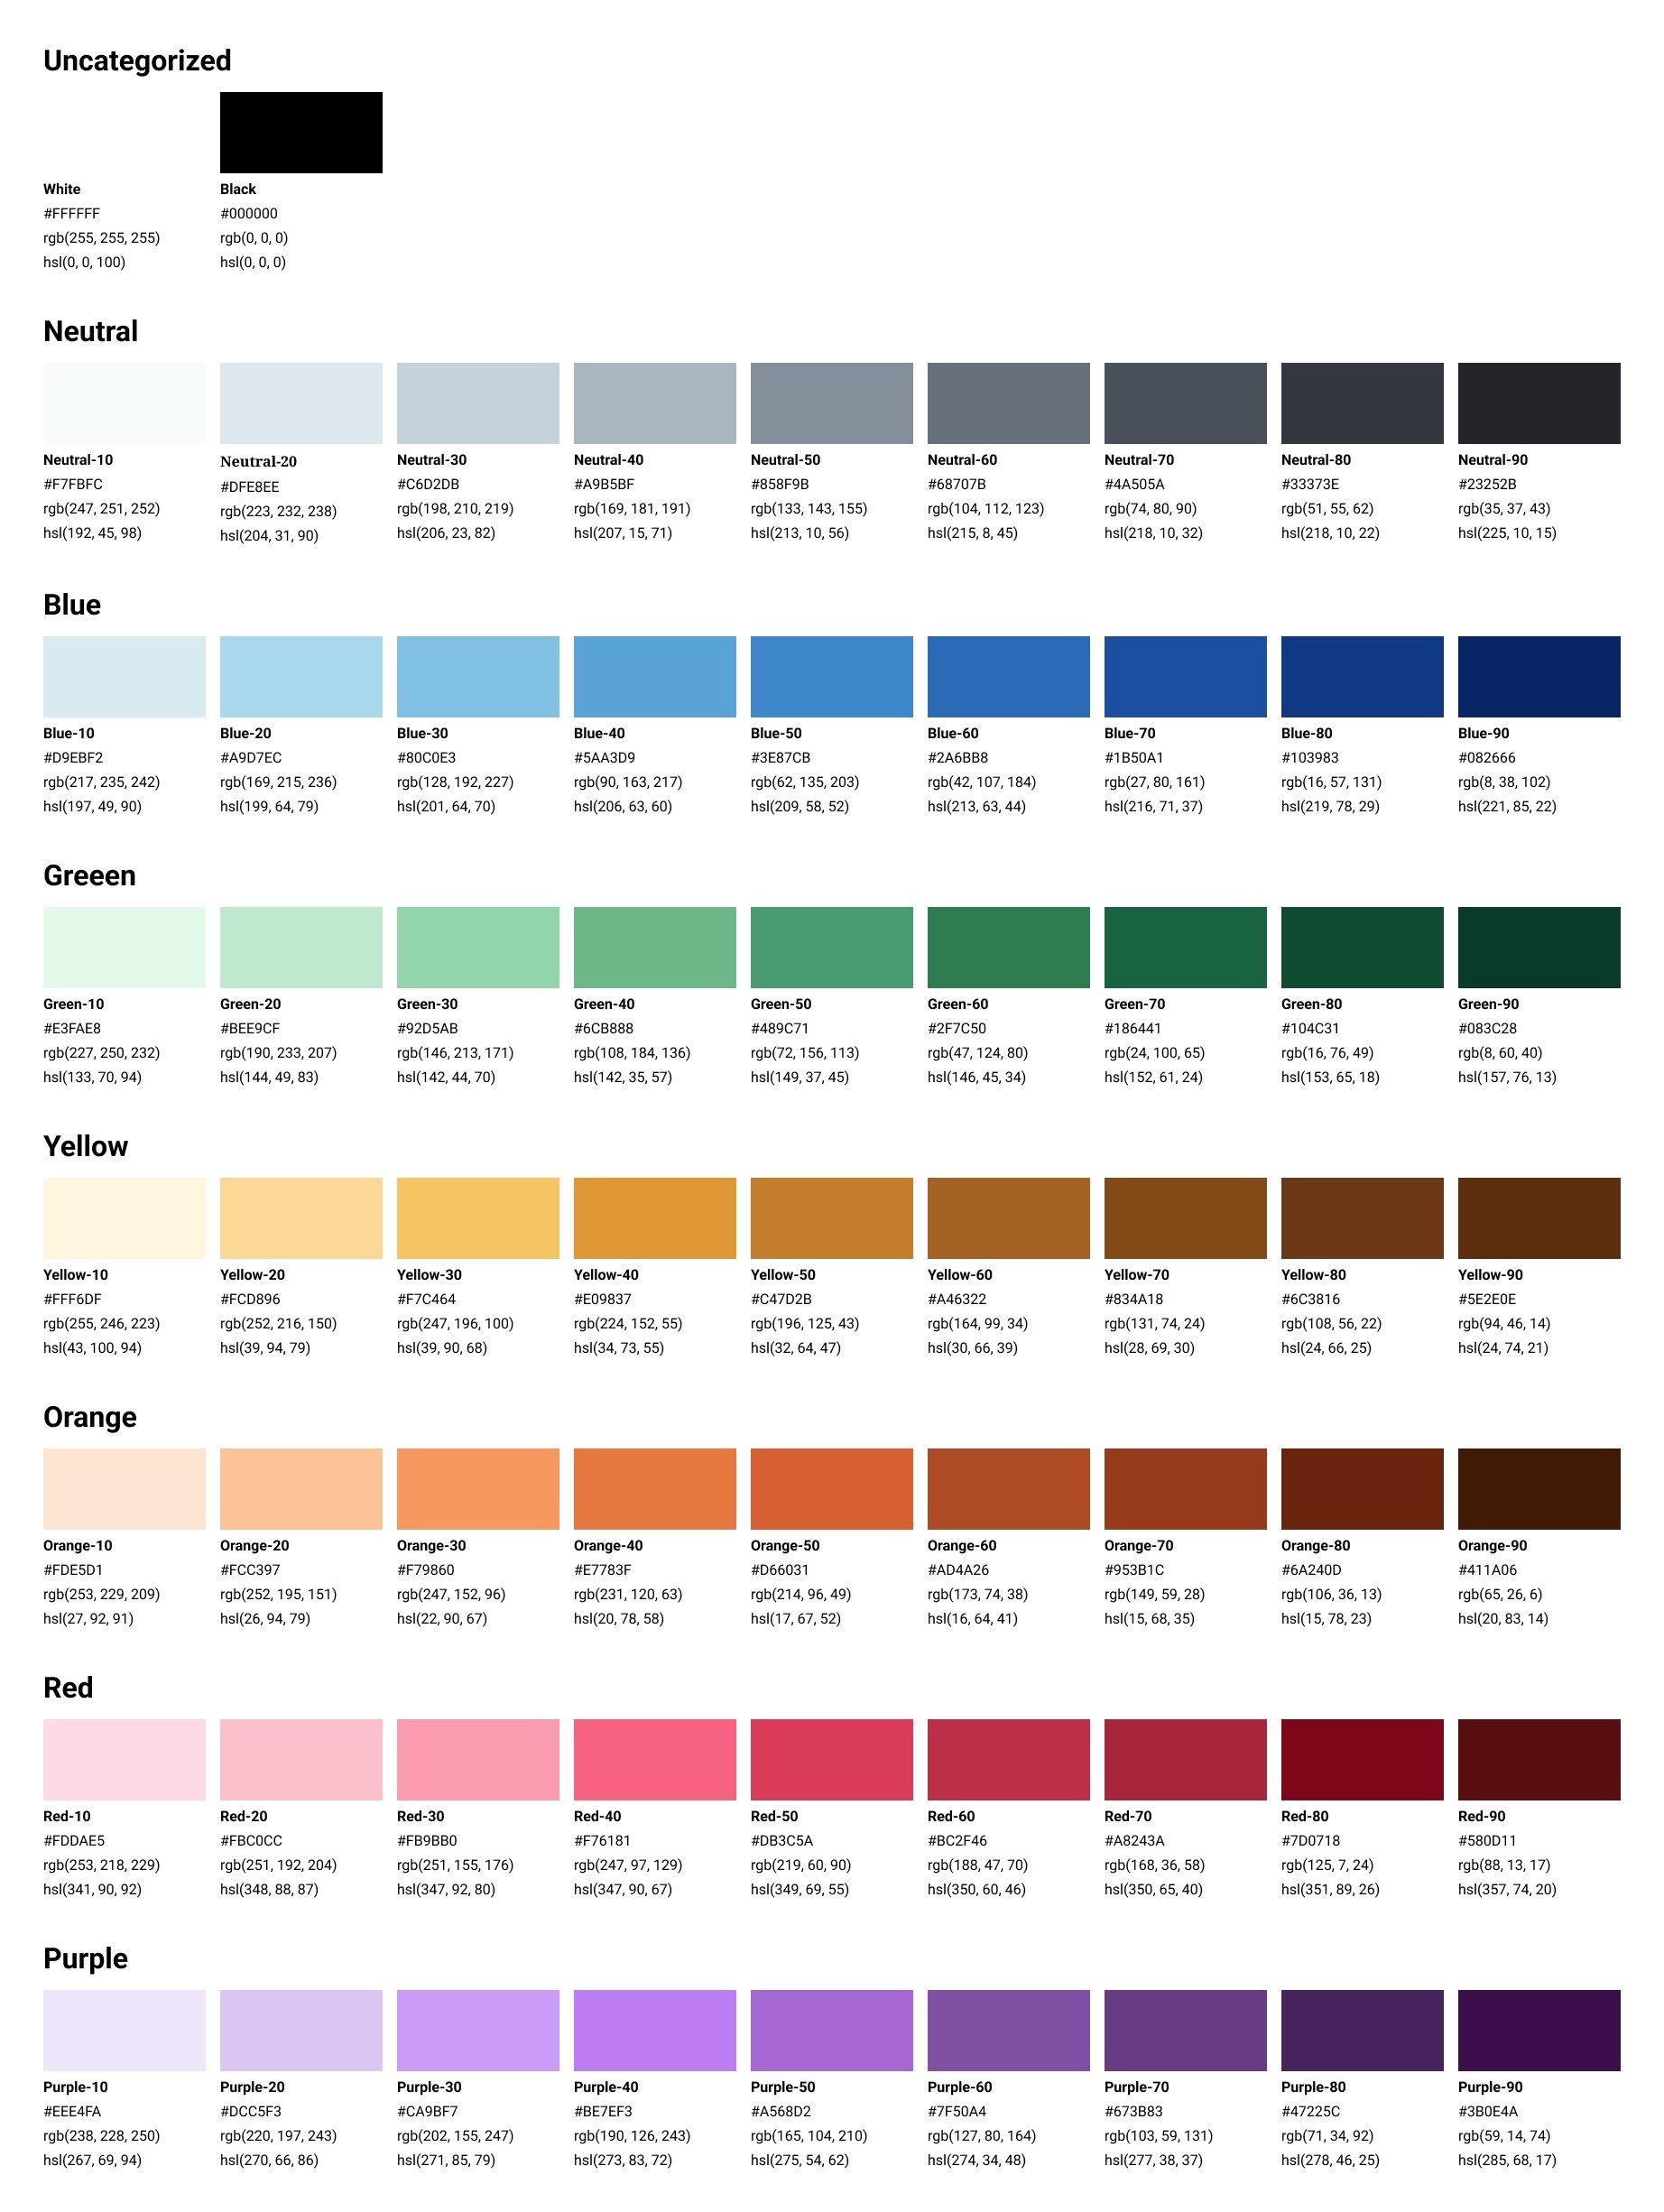 Uncategorized
White Black
#FFFFFF #000000
rgb(255, 255, 255) rgb(0, 0, 0)
hsl(0, 0, 100) hsl(0, 0, 0)
Neutral
Neutral-10 Neutral-20 Neutral-30 Neutral-40 Neutral-50 Neutral-60 Neutral-70 Neutral-80 Neutral-90
#F7FBFC #DFE8EE #C6D2DB #A9B5BF #858F9B #68707B #4A505A #33373E #23252B
rgb(247, 251, 252) rgb(223, 232, 238) rgb(198, 210, 219) rgb(169, 181, 191) rgb(133, 143, 155) rgb(104, 112, 123) rgb(74, 80, 90) rgb(51, 55, 62) rgb(35, 37, 43)
hsl(192, 45, 98) hsl(204, 31, 90) hsl(206, 23, 82) hsl(207, 15, 71) hsl(213, 10, 56) hsl(215, 8, 45) hsl(218, 10, 32) hsl(218, 10, 22) hsl(225, 10, 15)
Blue
Blue-10 Blue-20 Blue-30 Blue-40 Blue-50 Blue-60 Blue-70 Blue-80 Blue-90
#D9EBF2 #A9D7EC #80C0E3 #5AA3D9 #3E87CB #2A6BB8 #1B50A1 #103983 #082666
rgb(217, 235, 242) rgb(169, 215, 236) rgb(128, 192, 227) rgb(90, 163, 217) rgb(62, 135, 203) rgb(42, 107, 184) rgb(27, 80, 161) rgb(16, 57, 131) rgb(8, 38, 102)
hsl(197, 49, 90) hsl(199, 64, 79) hsl(201, 64, 70) hsl(206, 63, 60) hsl(209, 58, 52) hsl(213, 63, 44) hsl(216, 71, 37) hsl(219, 78, 29) hsl(221, 85, 22)
Greeen
Green-10 Green-20 Green-30 Green-40 Green-50 Green-60 Green-70 Green-80 Green-90
#E3FAE8 #BEE9CF #92D5AB #6CB888 #489C71 #2F7C50 #186441 #104C31 #083C28
rgb(227, 250, 232) rgb(190, 233, 207) rgb(146, 213, 171) rgb(108, 184, 136) rgb(72, 156, 113) rgb(47, 124, 80) rgb(24, 100, 65) rgb(16, 76, 49) rgb(8, 60, 40)
hsl(133, 70, 94) hsl(144, 49, 83) hsl(142, 44, 70) hsl(142, 35, 57) hsl(149, 37, 45) hsl(146, 45, 34) hsl(152, 61, 24) hsl(153, 65, 18) hsl(157, 76, 13)
Yellow
Yellow-10 Yellow-20 Yellow-30 Yellow-40 Yellow-50 Yellow-60 Yellow-70 Yellow-80 Yellow-90
#FFF6DF #FCD896 #F7C464 #E09837 #C47D2B #A46322 #834A18 #6C3816 #5E2E0E
rgb(255, 246, 223) rgb(252, 216, 150) rgb(247, 196, 100) rgb(224, 152, 55) rgb(196, 125, 43) rgb(164, 99, 34) rgb(131, 74, 24) rgb(108, 56, 22) rgb(94, 46, 14)
hsl(43, 100, 94) hsl(39, 94, 79) hsl(39, 90, 68) hsl(34, 73, 55) hsl(32, 64, 47) hsl(30, 66, 39) hsl(28, 69, 30) hsl(24, 66, 25) hsl(24, 74, 21)
Orange
Orange-10 Orange-20 Orange-30 Orange-40 Orange-50 Orange-60 Orange-70 Orange-80 Orange-90
#FDE5D1 #FCC397 #F79860 #E7783F #D66031 #AD4A26 #953B1C #6A240D #411A06
rgb(253, 229, 209) rgb(252, 195, 151) rgb(247, 152, 96) rgb(231, 120, 63) rgb(214, 96, 49) rgb(173, 74, 38) rgb(149, 59, 28) rgb(106, 36, 13) rgb(65, 26, 6)
hsl(27, 92, 91) hsl(26, 94, 79) hsl(22, 90, 67) hsl(20, 78, 58) hsl(17, 67, 52) hsl(16, 64, 41) hsl(15, 68, 35) hsl(15, 78, 23) hsl(20, 83, 14)
Red
Red-10 Red-20 Red-30 Red-40 Red-50 Red-60 Red-70 Red-80 Red-90
#FDDAE5 #FBC0CC #FB9BB0 #F76181 #DB3C5A #BC2F46 #A8243A #7D0718 #580D11
rgb(253, 218, 229) rgb(251, 192, 204) rgb(251, 155, 176) rgb(247, 97, 129) rgb(219, 60, 90) rgb(188, 47, 70) rgb(168, 36, 58) rgb(125, 7, 24) rgb(88, 13, 17)
hsl(341, 90, 92) hsl(348, 88, 87) hsl(347, 92, 80) hsl(347, 90, 67) hsl(349, 69, 55) hsl(350, 60, 46) hsl(350, 65, 40) hsl(351, 89, 26) hsl(357, 74, 20)
Purple
Purple-10 Purple-20 Purple-30 Purple-40 Purple-50 Purple-60 Purple-70 Purple-80 Purple-90
#EEE4FA #DCC5F3 #CA9BF7 #BE7EF3 #A568D2 #7F50A4 #673B83 #47225C #3B0E4A
rgb(238, 228, 250) rgb(220, 197, 243) rgb(202, 155, 247) rgb(190, 126, 243) rgb(165, 104, 210) rgb(127, 80, 164) rgb(103, 59, 131) rgb(71, 34, 92) rgb(59, 14, 74)
hsl(267, 69, 94) hsl(270, 66, 86) hsl(271, 85, 79) hsl(273, 83, 72) hsl(275, 54, 62) hsl(274, 34, 48) hsl(277, 38, 37) hsl(278, 46, 25) hsl(285, 68, 17)